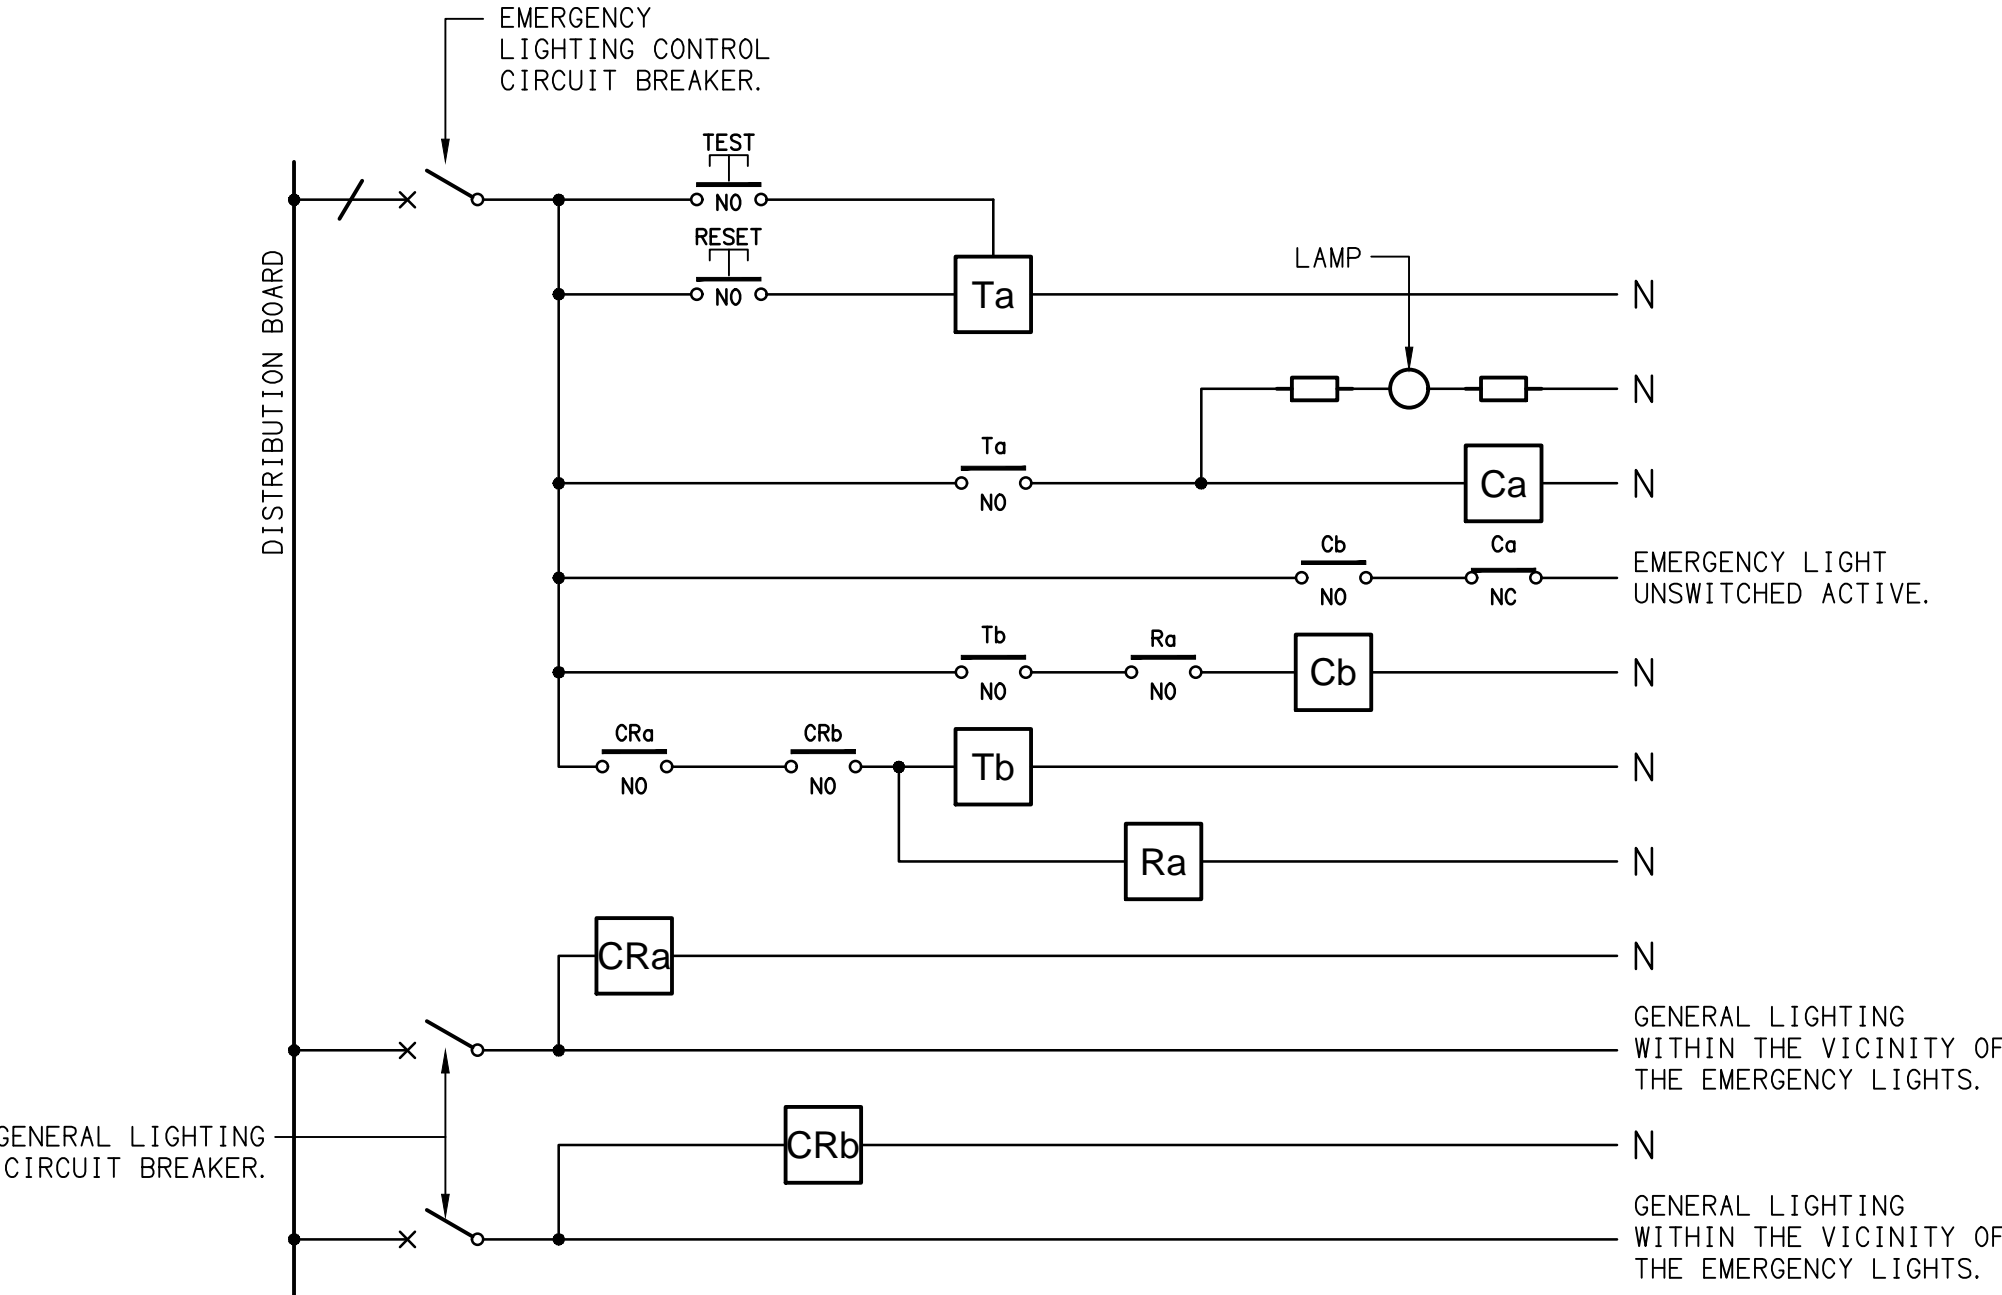 EMERGENCY
LIGHTING CONTROL
CIRCUIT BREAKER.
TEST
NO
RESET
NO
DISTRIBUTION BOARD
Ta
N
LAMP
N
Ta
NO
Ca
N
Cb
NO
Ca
NC
EMERGENCY LIGHT
UNSWITCHED ACTIVE.
Tb
NO
Ra
NO
Cb
N
CRa
NO
CRb
NO
Tb
N
Ra
N
CRa
N
GENERAL LIGHTING
WITHIN THE VICINITY OF
THE EMERGENCY LIGHTS.
GENERAL LIGHTING
CIRCUIT BREAKER.
CRb
N
GENERAL LIGHTING
WITHIN THE VICINITY OF
THE EMERGENCY LIGHTS.